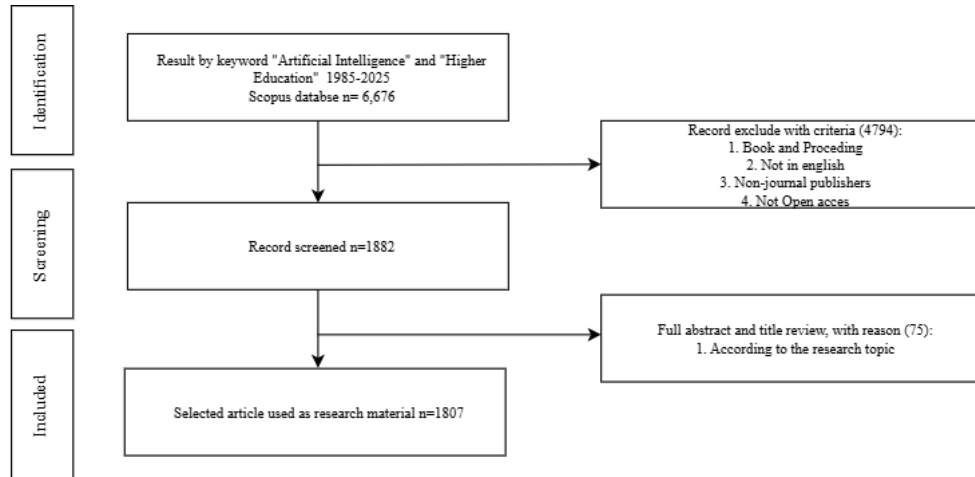 Identification
Result by keyword "Artificial Intelligence" and "Higher
Education" 1985-2025
Scopus databse n= 6,676
Record exclude with criteria (4794):
1. Book and Proceding
2. Not in english
3. Non-journal publishers
4. Not Open acces
Screening
Record screened n=1882
Full abstract and title review, with reason (75):
1. According to the research topic
Included
Selected article used as research material n=1807